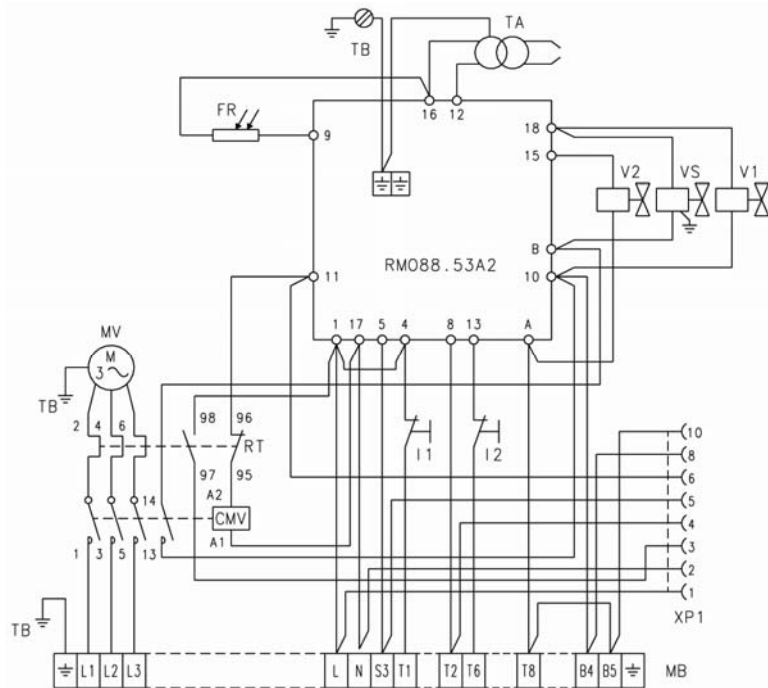 TB
TA
FR
16 12
9
18
15
V2 VS V1
B
RMO88.53A2
11
10
1 17 5 4 8 13 A
MV
M
3
TB
2 4 6
98 96
RT
I1 I2
97 95
10
8
6
5
4
3
2
1
A2
14
CMV
A1
1 3 5 13
XP1
TB
L1 L2 L3 L N S3 T1 T2 T6 T8 B4 B5 MB